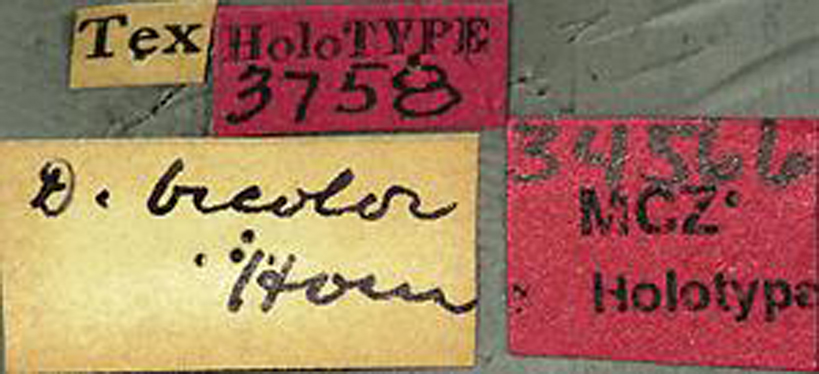 Tex
HoloTYPE
3758
D. bicolor
Horn
34566
MCZ
Holotype